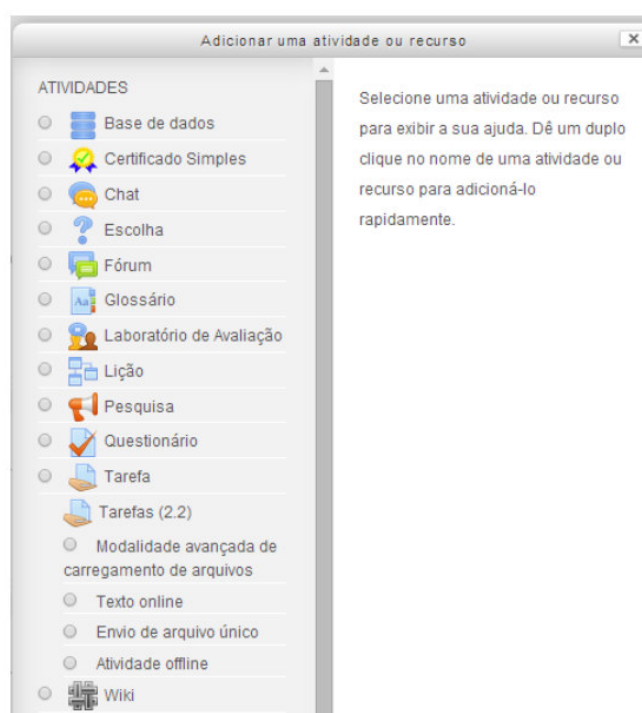 Adicionar uma atividade ou recurso
ATIVIDADES
Base de dados
Certificado Simples
Chat
Escolha
Fórum
Glossário
Laboratório de Avaliação
Lição
Pesquisa
Questionário
Tarefa
Tarefas (2.2)
Modalidade avançada de
carregamento de arquivos
Texto online
Envio de arquivo único
Atividade offline
Wiki
Selecione uma atividade ou recurso
para exibir a sua ajuda. Dê um duplo
clique no nome de uma atividade ou
recurso para adicioná-lo
rapidamente.